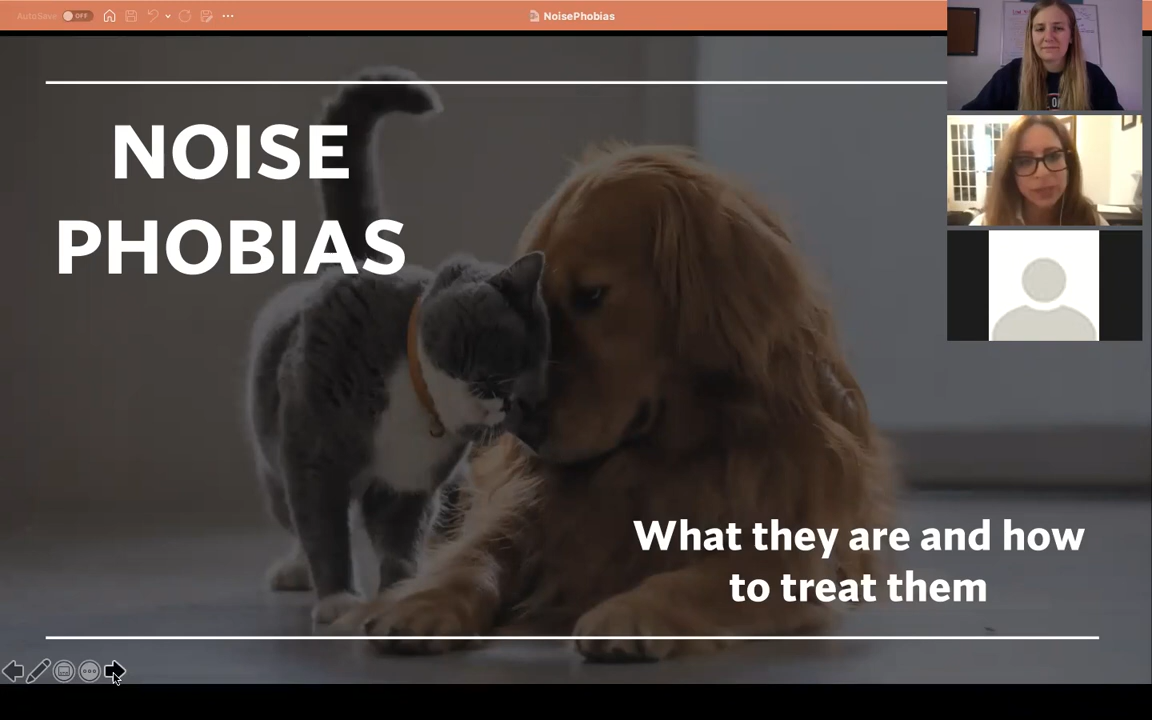 AutoSave OFF
NoisePhobias
NOISE
PHOBIAS
What they are and how
to treat them